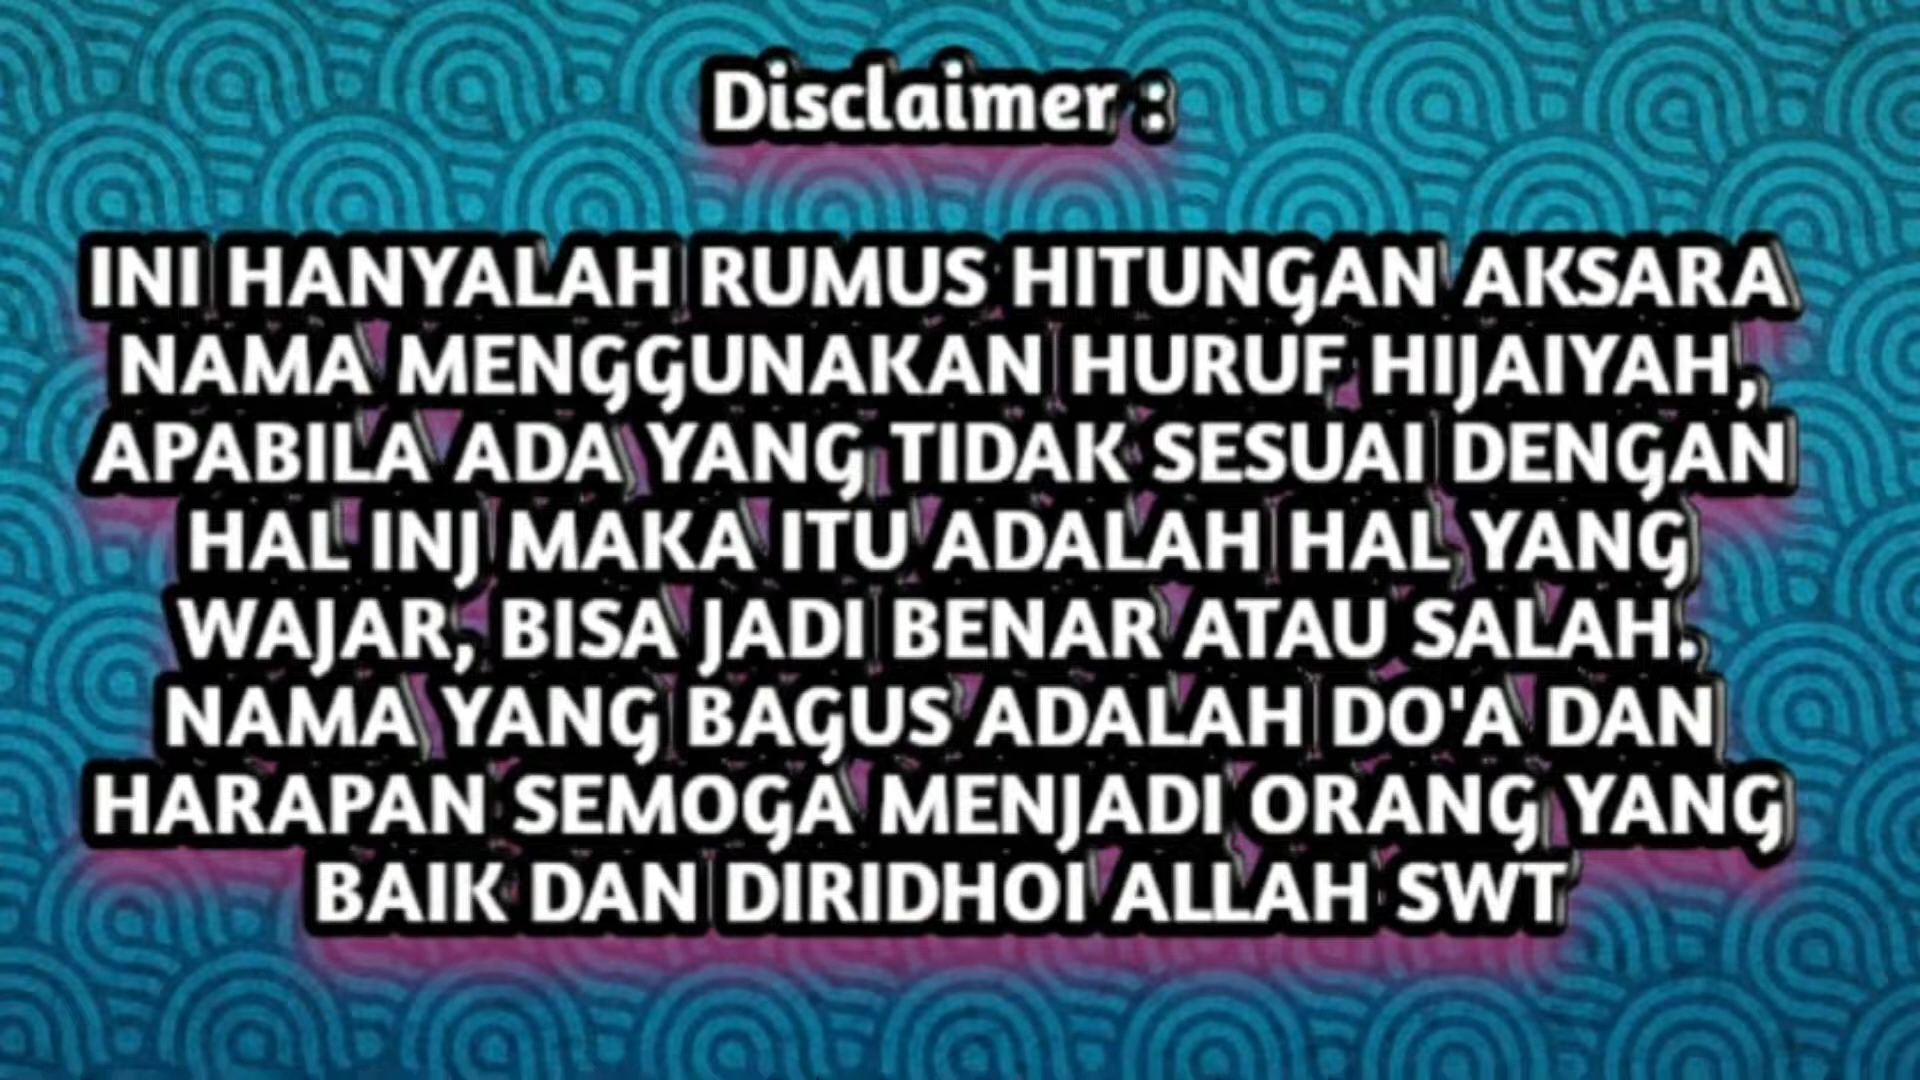 Disclaimer :
INI HANYALAH RUMUS HITUNGAN AKSARA
NAMA MENGGUNAKAN HURUF HIJAIYAH,
APABILA ADA YANG TIDAK SESUAI DENGAN
HAL INJ MAKA ITU ADALAH HAL YANG
WAJAR, BISA JADI BENAR ATAU SALAH.
NAMA YANG BAGUS ADALAH DO'A DAN
HARAPAN SEMOGA MENJADI ORANG YANG
BAIK DAN DIRIDHOI ALLAH SWT